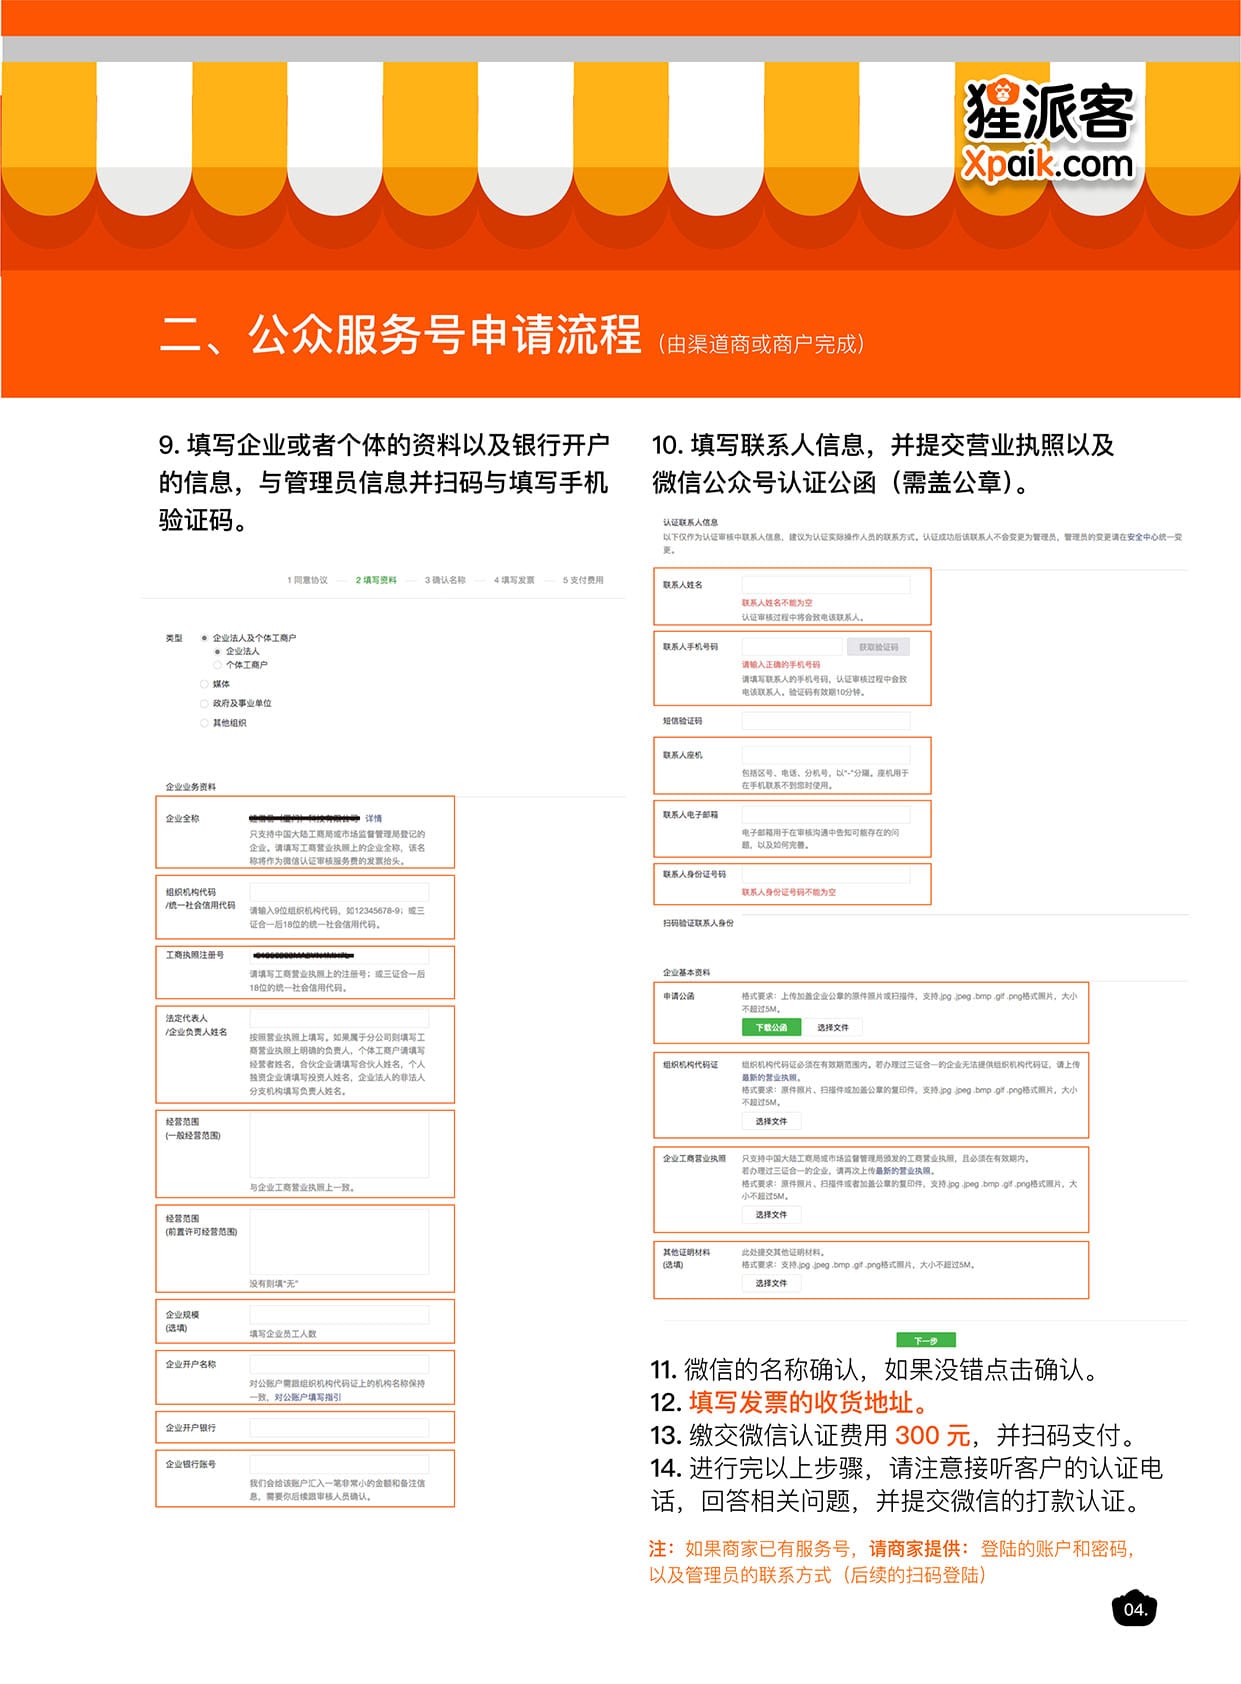 猩派客
Xpaik.com
二、公众服务号申请流程（由渠道商或商户完成）
9. 填写企业或者个体的资料以及银行开户
的信息，与管理员信息并扫码与填写手机
验证码。
1 同意协议 2 填写资料 3 确认名称 4 填写发票 5 支付费用
类型 企业法人及个体工商户
企业法人
个体工商户
媒体
政府及事业单位
其他组织
企业业务资料
企业全称 详情
只支持中国大陆工商局或市场监督管理局登记的
企业。请填写工商营业执照上的企业全称，该名
称将作为微信认证审核服务费的发票抬头。
组织机构代码
/统一社会信用代码
请输入9位组织机构代码，如12345678-9；或三
证合一后18位的统一社会信用代码。
工商执照注册号
请填写工商营业执照上的注册号；或三证合一后
18位的统一社会信用代码。
法定代表人
/企业负责人姓名
按照营业执照上填写。如果属于分公司则填写工
商营业执照上明确的负责人，个体工商户请填写
经营者姓名，合伙企业请填写合伙人姓名，个人
独资企业请填写投资人姓名，企业法人的非法人
分支机构填写负责人姓名。
经营范围
(一般经营范围)
与企业工商营业执照上一致。
经营范围
(前置许可经营范围)
没有则填"无"
企业规模
(选填)
填写企业员工人数
企业开户名称
对公账户需跟组织机构代码证上的机构名称保持
一致，对公账户填写指引
企业开户银行
企业银行账号
我们会给该账户汇入一笔非常小的金额和备注信
息，需要你后续跟审核人员确认。
10. 填写联系人信息，并提交营业执照以及
微信公众号认证公函（需盖公章）。
认证联系人信息
以下仅作为认证审核中联系人信息，建议为认证实际操作人员的联系方式。认证成功后该联系人不会变更为管理员，管理员的变更请在安全中心统一变
更。
联系人姓名
联系人姓名不能为空
认证审核过程中将会致电该联系人。
联系人手机号码 获取验证码
请输入正确的手机号码
请填写联系人的手机号码，认证审核过程中会致
电该联系人。验证码有效期10分钟。
短信验证码
联系人座机
包括区号、电话、分机号，以"-"分隔。座机用于
在手机联系不到您时使用。
联系人电子邮箱
电子邮箱用于在审核沟通中告知可能存在的问
题，以及如何完善。
联系人身份证号码
联系人身份证号码不能为空
扫码验证联系人身份
企业基本资料
申请公函 格式要求：上传加盖企业公章的原件照片或扫描件，支持.jpg .jpeg .bmp .gif .png格式照片，大小
不超过5M。
下载公函 选择文件
组织机构代码证 组织机构代码证必须在有效期范围内。若办理过三证合一的企业无法提供组织机构代码证，请上传
最新的营业执照。
格式要求：原件照片、扫描件或加盖公章的复印件，支持.jpg .jpeg .bmp .gif .png格式照片，大小
不超过5M。
选择文件
企业工商营业执照 只支持中国大陆工商局或市场监督管理局颁发的工商营业执照，且必须在有效期内。
若办理过三证合一的企业，请再次上传最新的营业执照。
格式要求：原件照片、扫描件或者加盖公章的复印件，支持.jpg .jpeg .bmp .gif .png格式照片，大
小不超过5M。
选择文件
其他证明材料 此处提交其他证明材料。
(选填) 格式要求：支持.jpg .jpeg .bmp .gif .png格式照片，大小不超过5M。
选择文件
下一步
11. 微信的名称确认，如果没错点击确认。
12. 填写发票的收货地址。
13. 缴交微信认证费用 300 元，并扫码支付。
14. 进行完以上步骤，请注意接听客户的认证电
话，回答相关问题，并提交微信的打款认证。
注：如果商家已有服务号，请商家提供：登陆的账户和密码，
以及管理员的联系方式（后续的扫码登陆）
04.